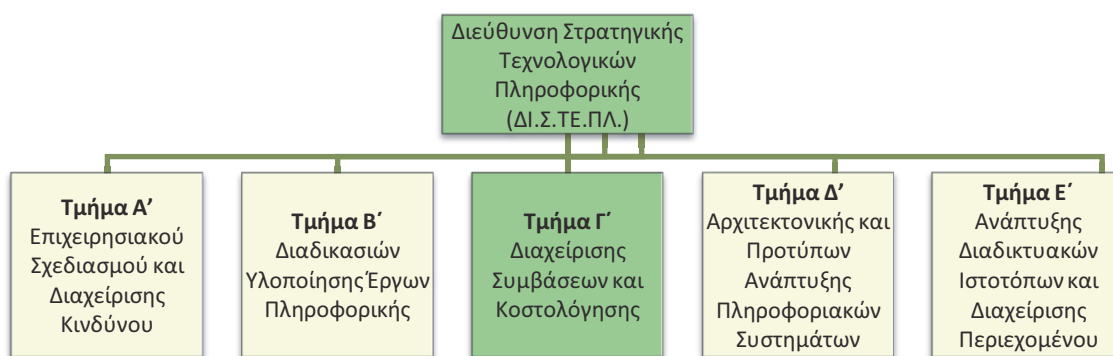 Διεύθυνση Στρατηγικής
Τεχνολογικών
Πληροφορικής
(ΔΙ.Σ.ΤΕ.ΠΛ.)
Τμήμα Α’
Επιχειρησιακού
Σχεδιασμού και
Διαχείρισης
Κινδύνου
Τμήμα Β΄
Διαδικασιών
Υλοποίησης Έργων
Πληροφορικής
Τμήμα Γ΄
Διαχείρισης
Συμβάσεων και
Κοστολόγησης
Τμήμα Δ’
Αρχιτεκτονικής και
Προτύπων
Ανάπτυξης
Πληροφοριακών
Συστημάτων
Τμήμα Ε΄
Ανάπτυξης
Διαδικτυακών
Ιστοτόπων και
Διαχείρισης
Περιεχομένου